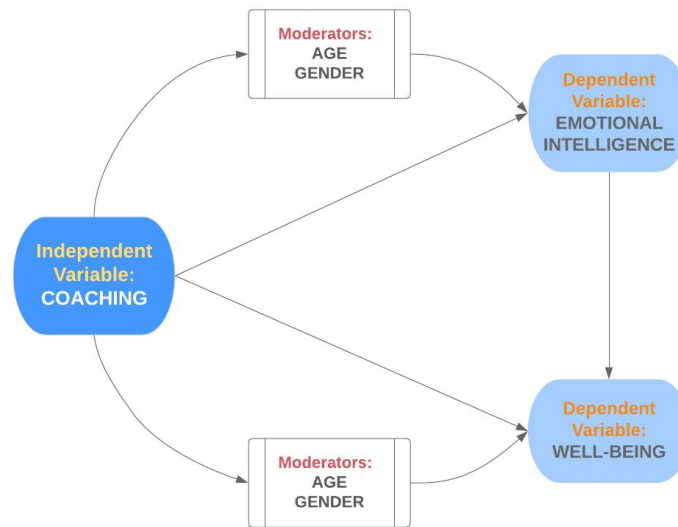 Moderators:
AGE
GENDER
Dependent
Variable:
EMOTIONAL
INTELLIGENCE
Independent
Variable:
COACHING
Dependent
Variable:
WELL-BEING
Moderators:
AGE
GENDER